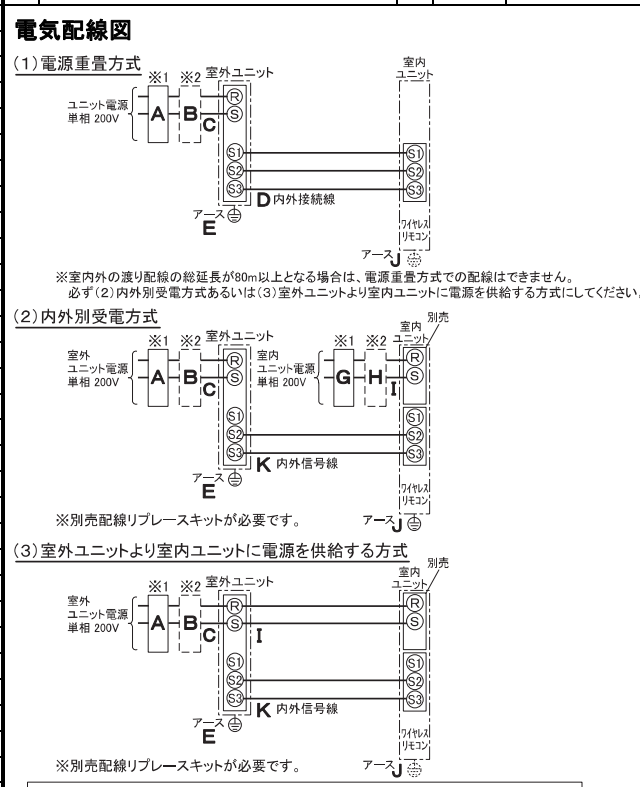 電気配線図
(1)電源重畳方式
※1 ※2 室外ユニット
室内
ユニット
ユニット電源
単相 200V
A B C
R
S
S1 S1
S2 S2
S3 S3
D 内外接続線
アース
E
ワイヤレス
リモコン
アース J
※室内外の渡り配線の総延長が80m以上となる場合は、電源重畳方式での配線はできません。
必ず(2)内外別受電方式あるいは(3)室外ユニットより室内ユニットに電源を供給する方式にしてください。
(2)内外別受電方式
※1 ※2 室外ユニット
※1 ※2 室内
ユニット
別売
室外
ユニット電源
単相 200V
A B C
R
S
室内
ユニット電源
単相 200V
G H I
R
S
S1 S1
S2 S2
S3 S3
K 内外信号線
アース
E
ワイヤレス
リモコン
アース J
※別売配線リプレースキットが必要です。
(3)室外ユニットより室内ユニットに電源を供給する方式
※1 ※2 室外ユニット
室内
ユニット
別売
室外
ユニット電源
単相 200V
A B C
R R
S I S
S1 S1
S2 S2
S3 S3
K 内外信号線
アース
E
ワイヤレス
リモコン
アース J
※別売配線リプレースキットが必要です。